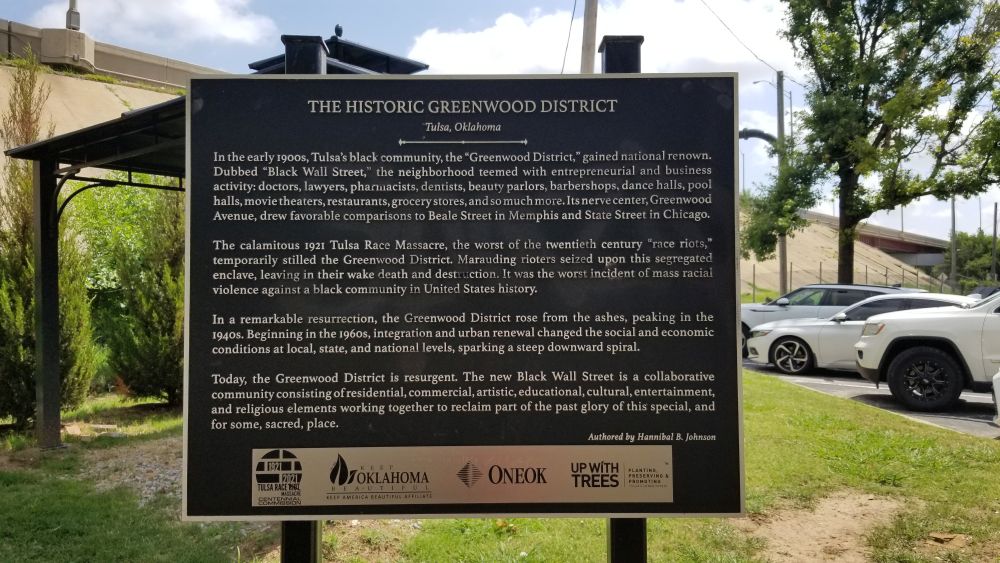 THE HISTORIC GREENWOOD DISTRICT
Tulsa, Oklahoma
In the early 1900s, Tulsa's black community, the "Greenwood District," gained national renown.
Dubbed "Black Wall Street," the neighborhood teemed with entrepreneurial and business
activity: doctors, lawyers, pharmacists, dentists, beauty parlors, barbershops, dance halls, pool
halls, movie theaters, restaurants, grocery stores, and so much more. Its nerve center, Greenwood
Avenue, drew favorable comparisons to Beale Street in Memphis and State Street in Chicago.
The calamitous 1921 Tulsa Race Massacre, the worst of the twentieth century "race riots,"
temporarily stilled the Greenwood District. Marauding rioters seized upon this segregated
enclave, leaving in their wake death and destruction. It was the worst incident of mass racial
violence against a black community in United States history.
In a remarkable resurrection, the Greenwood District rose from the ashes, peaking in the
1940s. Beginning in the 1960s, integration and urban renewal changed the social and economic
conditions at local, state, and national levels, sparking a steep downward spiral.
Today, the Greenwood District is resurgent. The new Black Wall Street is a collaborative
community consisting of residential, commercial, artistic, educational, cultural, entertainment,
and religious elements working together to reclaim part of the past glory of this special, and
for some, sacred, place.
Authored by Hannibal B. Johnson
1921
2021
TULSA RACE RIOT
MASSACRE
CENTENNIAL
COMMISSION
KEEP
OKLAHOMA
BEAUTIFUL
KEEP AMERICA BEAUTIFUL AFFILIATE
ONEOK
UP WITH
TREES
PLANTING,
PRESERVING &
PROMOTING